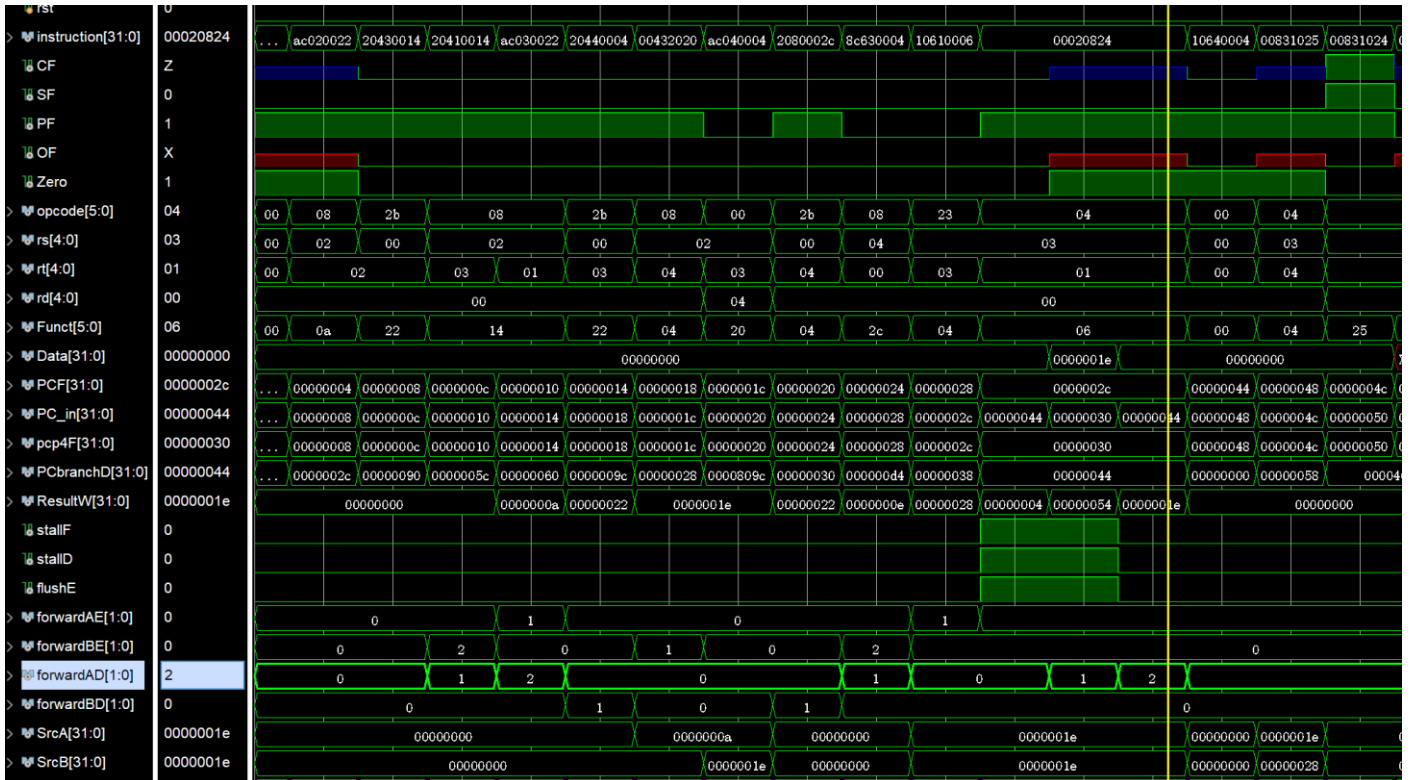 rst 0
instruction[31:0] 00020824 ... ac020022 20430014 20410014 ac030022 20440004 00432020 ac040004 2080002c 8c630004 10610006 00020824 10640004 00831025 00831024
CF Z
SF 0
PF 1
OF X
Zero 1
opcode[5:0] 04 00 08 2b 08 2b 08 00 2b 08 23 04 00 04
rs[4:0] 03 00 02 00 02 00 02 00 04 03 00 03
rt[4:0] 01 00 02 03 01 03 04 03 04 00 03 01 00 04
rd[4:0] 00 00 04 00
Funct[5:0] 06 00 0a 22 14 22 04 20 04 2c 04 06 00 04 25
Data[31:0] 00000000 00000000 0000001e 00000000
PCF[31:0] 0000002c ... 00000004 00000008 0000000c 00000010 00000014 00000018 0000001c 00000020 00000024 00000028 0000002c 00000044 00000048 0000004c
PC_in[31:0] 00000044 ... 00000008 0000000c 00000010 00000014 00000018 0000001c 00000020 00000024 00000028 0000002c 00000044 00000030 00000044 00000048 0000004c 00000050
pcp4F[31:0] 00000030 ... 00000008 0000000c 00000010 00000014 00000018 0000001c 00000020 00000024 00000028 0000002c 00000030 00000048 0000004c 00000050
PCbranchD[31:0] 00000044 ... 0000002c 00000090 0000005c 00000060 0000009c 00000028 0000809c 00000030 000000d4 00000038 00000044 00000000 00000058 00004
ResultW[31:0] 0000001e 00000000 0000000a 00000022 0000001e 00000022 0000000e 00000028 00000004 00000054 0000001e 00000000
stallF 0
stallD 0
flushE 0
forwardAE[1:0] 0 0 1 0 1
forwardBE[1:0] 0 0 2 0 1 0 2 0
forwardAD[1:0] 2 0 1 2 0 1 0 1 2
forwardBD[1:0] 0 0 1 0 1 0
SrcA[31:0] 0000001e 00000000 0000000a 00000000 0000001e 00000000 0000001e
SrcB[31:0] 0000001e 00000000 0000001e 00000000 0000001e 00000000 00000028